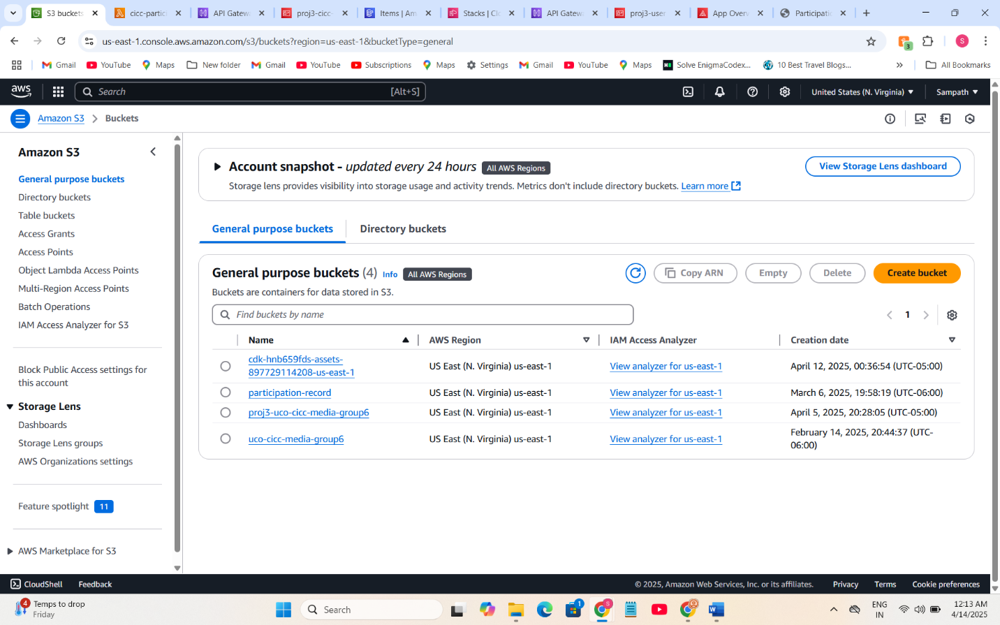 S3 buckets
cicc-partici
API Gatewa
proj3-cicc-
Items | Am
Stacks | Clo
API Gatewa
proj3-user
App Overv
Participatio
us-east-1.console.aws.amazon.com/s3/buckets?region=us-east-1&bucketType=general
3
S
Gmail
YouTube
Maps
New folder
Gmail
YouTube
Subscriptions
Maps
Settings
Gmail
YouTube
Maps
Solve EnigmaCodex...
10 Best Travel Blogs...
All Bookmarks
aws
Search
[Alt+S]
United States (N. Virginia)
Sampath
Amazon S3
Buckets
Amazon S3
General purpose buckets
Directory buckets
Table buckets
Access Grants
Access Points
Object Lambda Access Points
Multi-Region Access Points
Batch Operations
IAM Access Analyzer for S3
Block Public Access settings for
this account
Storage Lens
Dashboards
Storage Lens groups
AWS Organizations settings
Feature spotlight 11
AWS Marketplace for S3
Account snapshot - updated every 24 hours All AWS Regions
View Storage Lens dashboard
Storage lens provides visibility into storage usage and activity trends. Metrics don't include directory buckets. Learn more
General purpose buckets
Directory buckets
General purpose buckets (4) Info All AWS Regions
Copy ARN
Empty
Delete
Create bucket
Buckets are containers for data stored in S3.
Find buckets by name
1
Name
AWS Region
IAM Access Analyzer
Creation date
cdk-hnb659fds-assets-
897729114208-us-east-1
US East (N. Virginia) us-east-1
View analyzer for us-east-1
April 12, 2025, 00:36:54 (UTC-05:00)
participation-record
US East (N. Virginia) us-east-1
View analyzer for us-east-1
March 6, 2025, 19:58:19 (UTC-06:00)
proj3-uco-cicc-media-group6
US East (N. Virginia) us-east-1
View analyzer for us-east-1
April 5, 2025, 20:28:05 (UTC-05:00)
uco-cicc-media-group6
US East (N. Virginia) us-east-1
View analyzer for us-east-1
February 14, 2025, 20:44:37 (UTC-
06:00)
CloudShell
Feedback
© 2025, Amazon Web Services, Inc. or its affiliates.
Privacy
Terms
Cookie preferences
4
Temps to drop
Friday
Search
1
S
W
ENG
IN
12:13 AM
4/14/2025